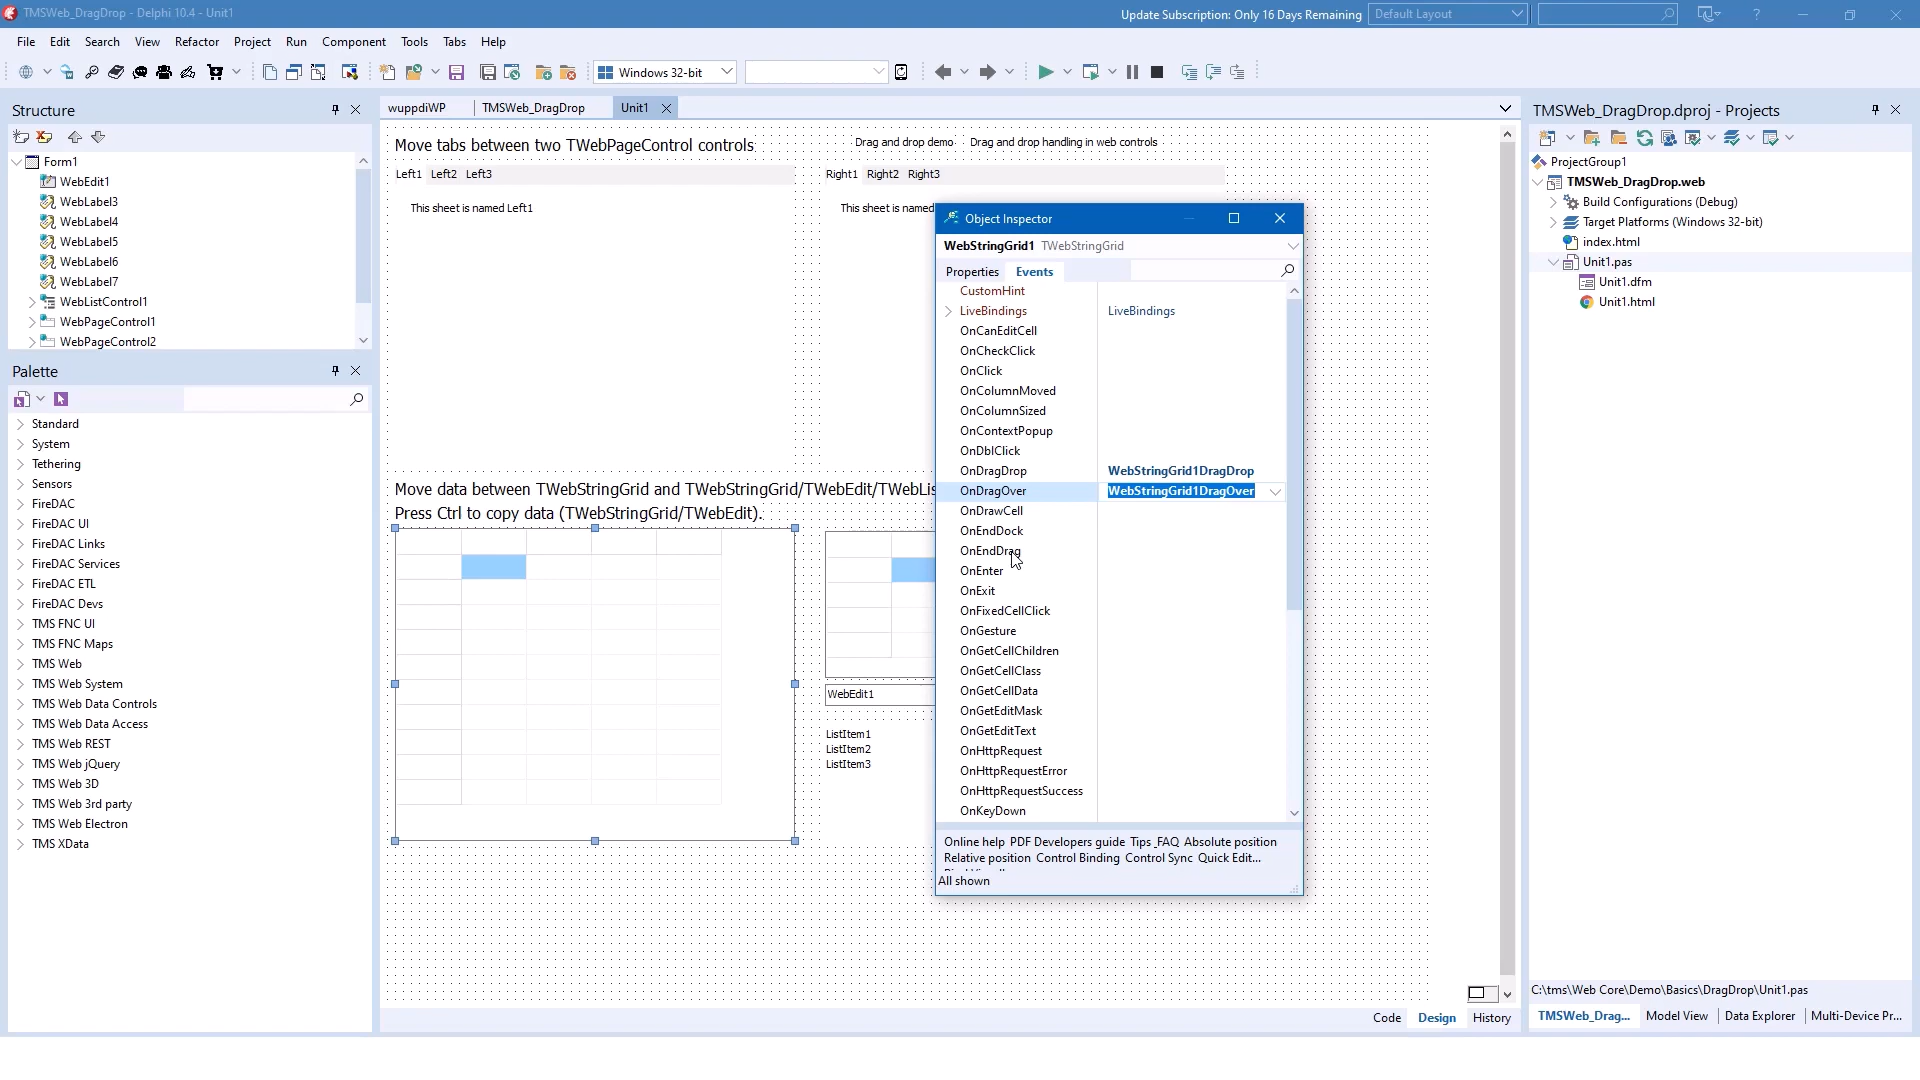 TMSWeb_DragDrop - Delphi 10.4 - Unit1
Update Subscription: Only 16 Days Remaining
Default Layout
?
File Edit Search View Refactor Project Run Component Tools Tabs Help
Windows 32-bit
Structure
Form1
WebEdit1
WebLabel3
WebLabel4
WebLabel5
WebLabel6
WebLabel7
WebListControl1
WebPageControl1
WebPageControl2
Palette
Standard
System
Tethering
Sensors
FireDAC
FireDAC UI
FireDAC Links
FireDAC Services
FireDAC ETL
FireDAC Devs
TMS FNC UI
TMS FNC Maps
TMS Web
TMS Web System
TMS Web Data Controls
TMS Web Data Access
TMS Web REST
TMS Web jQuery
TMS Web 3D
TMS Web 3rd party
TMS Web Electron
TMS XData
wuppdiWP TMSWeb_DragDrop Unit1
Move tabs between two TWebPageControl controls
Drag and drop demo Drag and drop handling in web controls
Left1 Left2 Left3
Right1 Right2 Right3
This sheet is named Left1
This sheet is named
Move data between TWebStringGrid and TWebStringGrid/TWebEdit/TWebLis
Press Ctrl to copy data (TWebStringGrid/TWebEdit).
WebEdit1
ListItem1
ListItem2
ListItem3
Object Inspector
WebStringGrid1 TWebStringGrid
Properties Events
CustomHint
LiveBindings LiveBindings
OnCanEditCell
OnCheckClick
OnClick
OnColumnMoved
OnColumnSized
OnContextPopup
OnDblClick
OnDragDrop WebStringGrid1DragDrop
OnDragOver WebStringGrid1DragOver
OnDrawCell
OnEndDock
OnEndDrag
OnEnter
OnExit
OnFixedCellClick
OnGesture
OnGetCellChildren
OnGetCellClass
OnGetCellData
OnGetEditMask
OnGetEditText
OnHttpRequest
OnHttpRequestError
OnHttpRequestSuccess
OnKeyDown
Online help PDF Developers guide Tips FAQ Absolute position
Relative position Control Binding Control Sync Quick Edit...
All shown
Code Design History
TMSWeb_DragDrop.dproj - Projects
ProjectGroup1
TMSWeb_DragDrop.web
Build Configurations (Debug)
Target Platforms (Windows 32-bit)
index.html
Unit1.pas
Unit1.dfm
Unit1.html
C:\tms\Web Core\Demo\Basics\DragDrop\Unit1.pas
TMSWeb_Drag... Model View Data Explorer Multi-Device Pr...